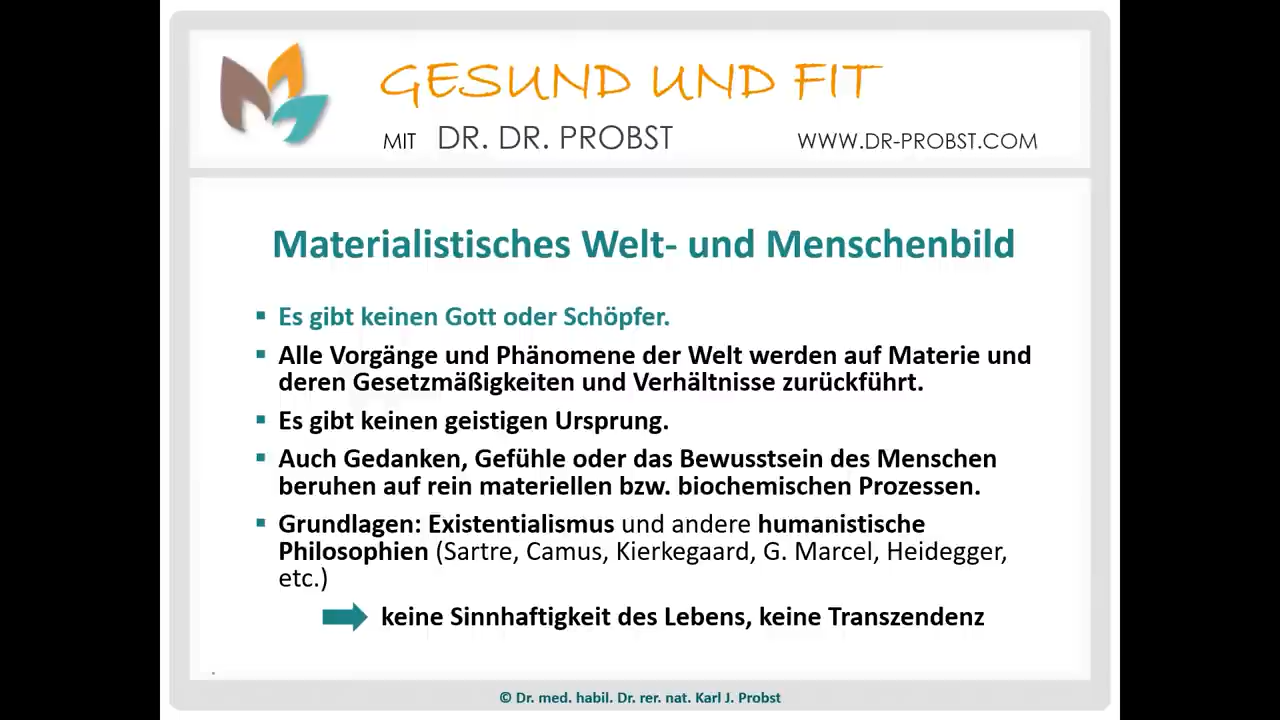 GESUND UND FIT
MIT DR. DR. PROBST WWW.DR-PROBST.COM
Materialistisches Welt- und Menschenbild
▪ Es gibt keinen Gott oder Schöpfer.
▪ Alle Vorgänge und Phänomene der Welt werden auf Materie und
deren Gesetzmäßigkeiten und Verhältnisse zurückführt.
▪ Es gibt keinen geistigen Ursprung.
▪ Auch Gedanken, Gefühle oder das Bewusstsein des Menschen
beruhen auf rein materiellen bzw. biochemischen Prozessen.
▪ Grundlagen: Existentialismus und andere humanistische
Philosophien (Sartre, Camus, Kierkegaard, G. Marcel, Heidegger,
etc.)
keine Sinnhaftigkeit des Lebens, keine Transzendenz
© Dr. med. habil. Dr. rer. nat. Karl J. Probst